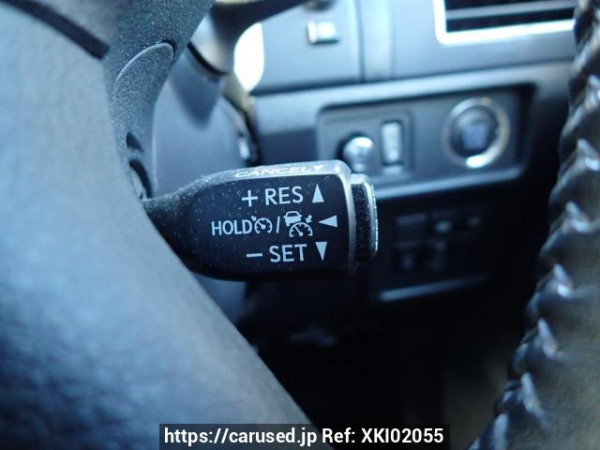 CANCEL
+ RES ▲
HOLD / ◄
− SET ▼
https://carused.jp Ref: XKI02055